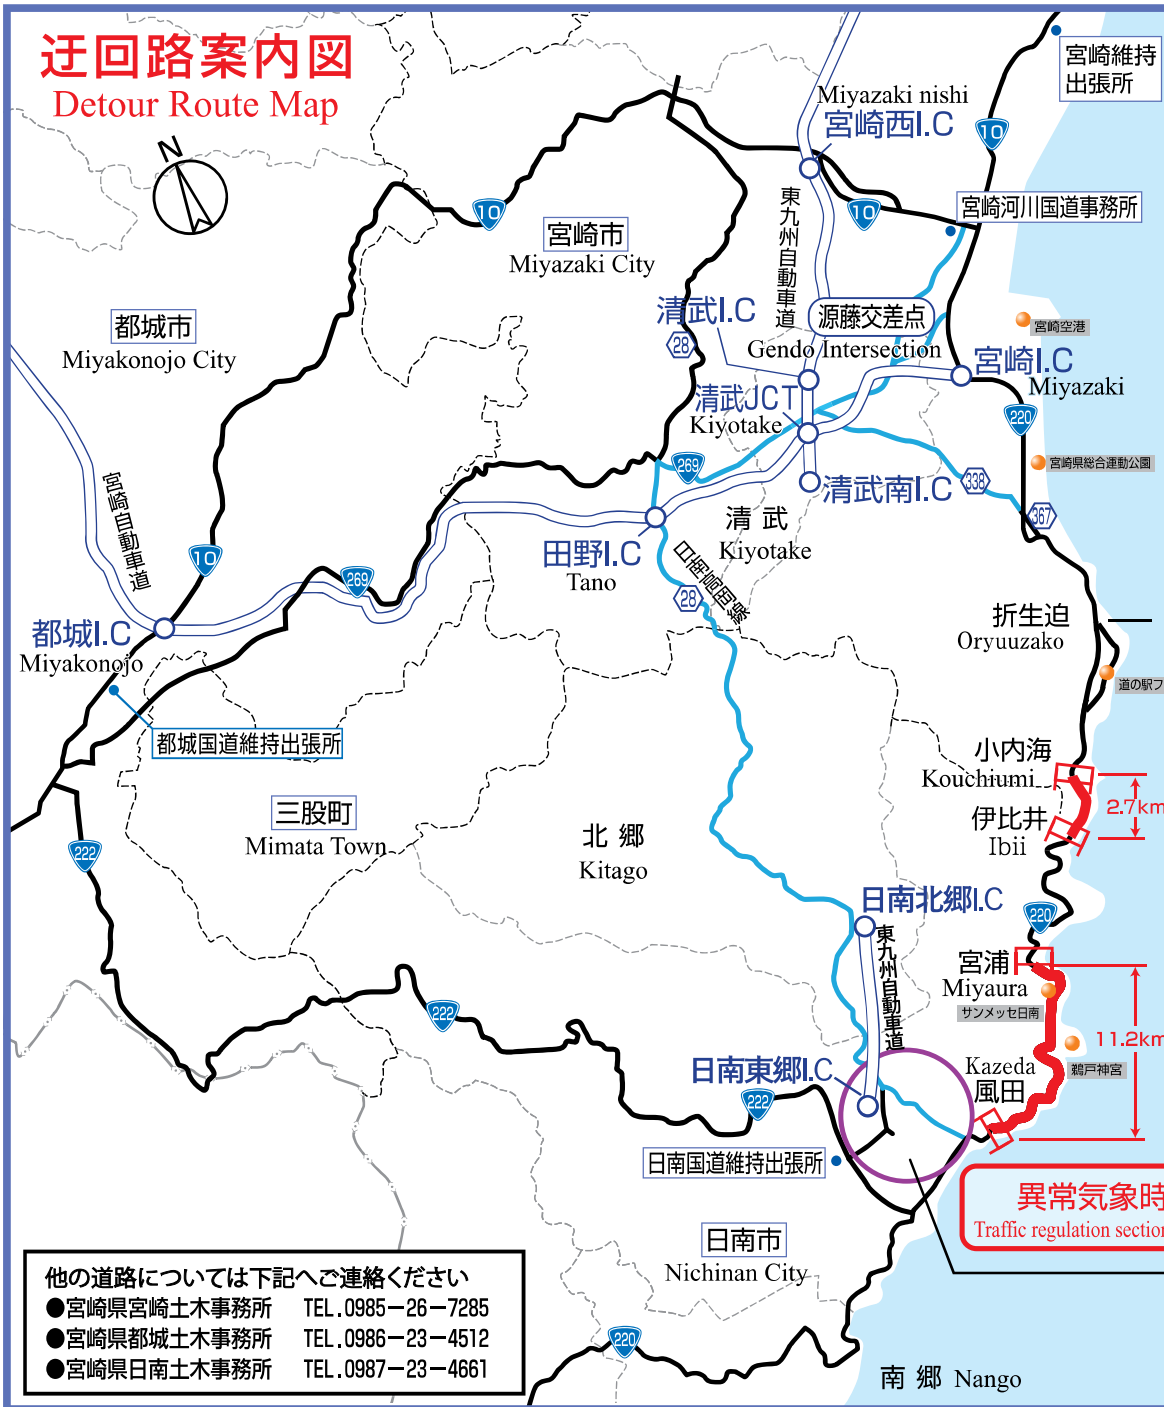 迂回路案内図
Detour Route Map
N
宮崎維持
出張所
Miyazaki nishi
宮崎西I.C
10
10
10
宮崎河川国道事務所
宮崎市
Miyazaki City
東九州自動車道
都城市
Miyakonojo City
清武I.C
源藤交差点
Gendo Intersection
宮崎空港
28
宮崎I.C
Miyazaki
清武JCT
Kiyotake
220
269
宮崎県総合運動公園
338
清武南I.C
367
宮崎自動車道
清武
Kiyotake
10
田野I.C
Tano
日南高岡線
269
28
都城I.C
Miyakonojo
折生迫
Oryuuzako
道の駅フ
都城国道維持出張所
小内海
Kouchiumi
2.7km
三股町
Mimata Town
伊比井
Ibii
北郷
Kitago
222
日南北郷I.C
220
東九州自動車道
宮浦
Miyaura
サンメッセ日南
222
11.2km
日南東郷I.C
Kazeda
風田
鵜戸神宮
222
日南国道維持出張所
異常気象時
Traffic regulation section
日南市
Nichinan City
他の道路については下記へご連絡ください
●宮崎県宮崎土木事務所 TEL.0985-26-7285
●宮崎県都城土木事務所 TEL.0986-23-4512
●宮崎県日南土木事務所 TEL.0987-23-4661
220
南郷 Nango